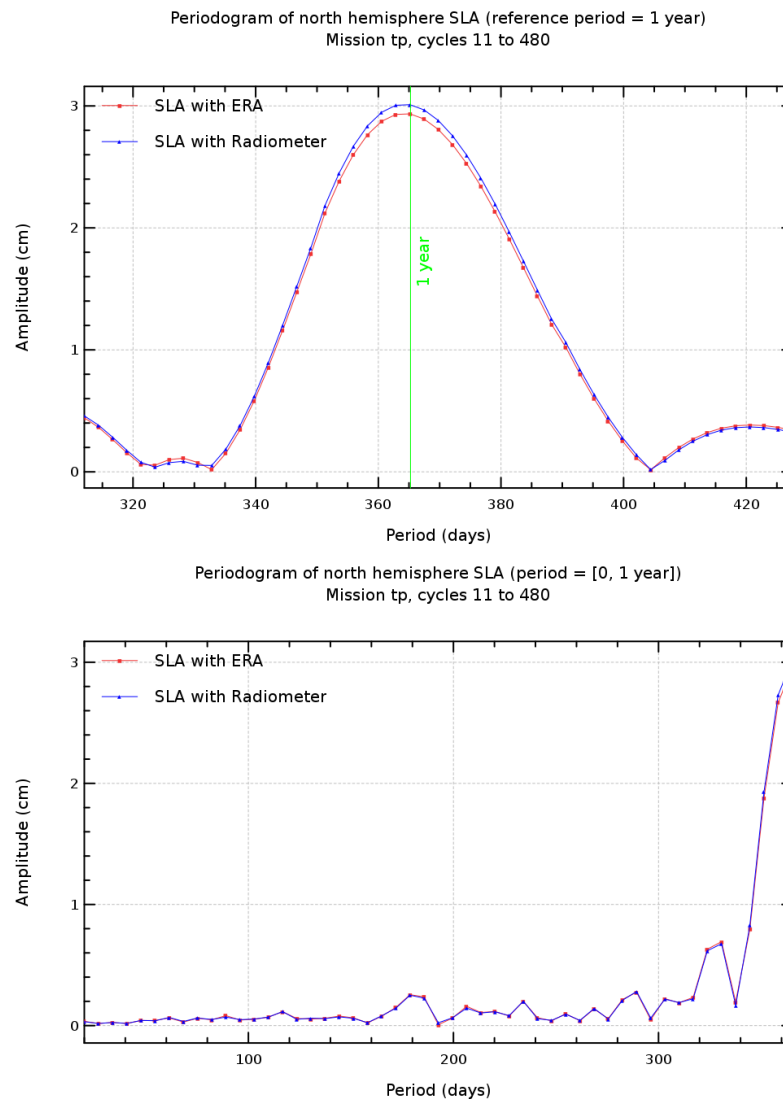 Periodogram of north hemisphere SLA (reference period = 1 year)
Mission tp, cycles 11 to 480
3
2
1
0
Amplitude (cm)
SLA with ERA
SLA with Radiometer
1 year
320
340
360
380
400
420
Period (days)
Periodogram of north hemisphere SLA (period = [0, 1 year])
Mission tp, cycles 11 to 480
3
2
1
0
Amplitude (cm)
SLA with ERA
SLA with Radiometer
100
200
300
Period (days)